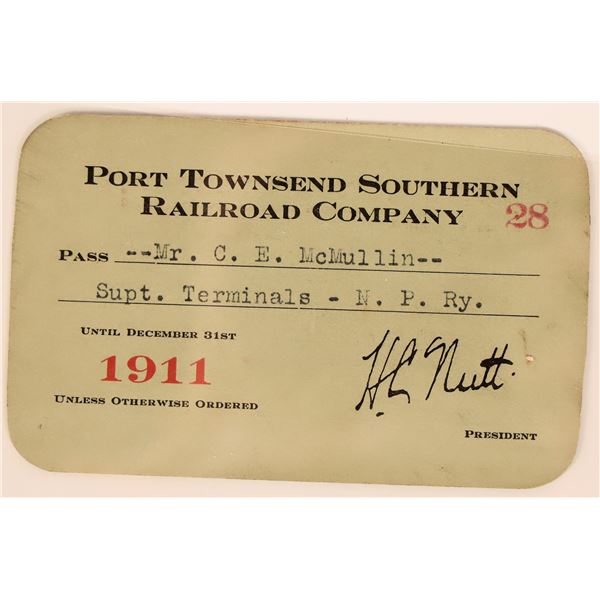 PORT TOWNSEND SOUTHERN
RAILROAD COMPANY 28
PASS --Mr. C. E. McMullin--
Supt. Terminals - N. P. Ry.
UNTIL DECEMBER 31ST
1911
UNLESS OTHERWISE ORDERED
H C Nutt.
PRESIDENT